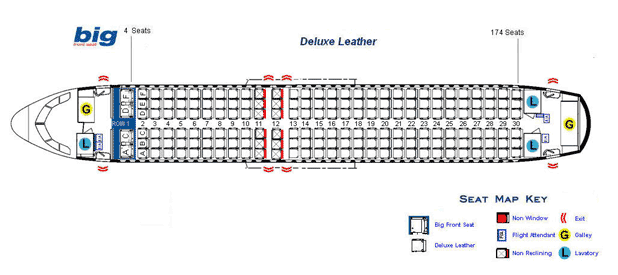 big
front seat
4 Seats
Deluxe Leather
174 Seats
F F
E
D D
ROW 1 2 3 4 5 6 7 8 9 10 11 12 13 14 15 16 17 18 19 20 21 22 23 24 25 26 27 28 29 30
C C
B
A A
G
L
G
L
L
SEAT MAP KEY
Big Front Seat
Deluxe Leather
Non Window
Flight Attendant
Non Reclining
Exit
G Galley
L Lavatory